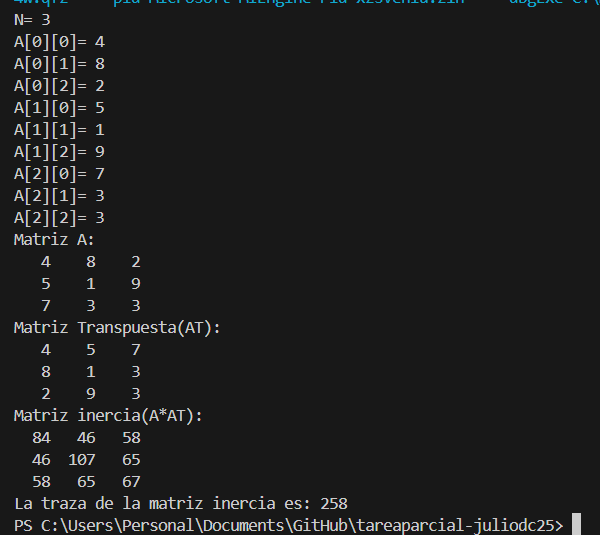 N= 3
A[0][0]= 4
A[0][1]= 8
A[0][2]= 2
A[1][0]= 5
A[1][1]= 1
A[1][2]= 9
A[2][0]= 7
A[2][1]= 3
A[2][2]= 3
Matriz A:
4 8 2
5 1 9
7 3 3
Matriz Transpuesta(AT):
4 5 7
8 1 3
2 9 3
Matriz inercia(A*AT):
84 46 58
46 107 65
58 65 67
La traza de la matriz inercia es: 258
PS C:\Users\Personal\Documents\GitHub\tareaparcial-juliodc25>